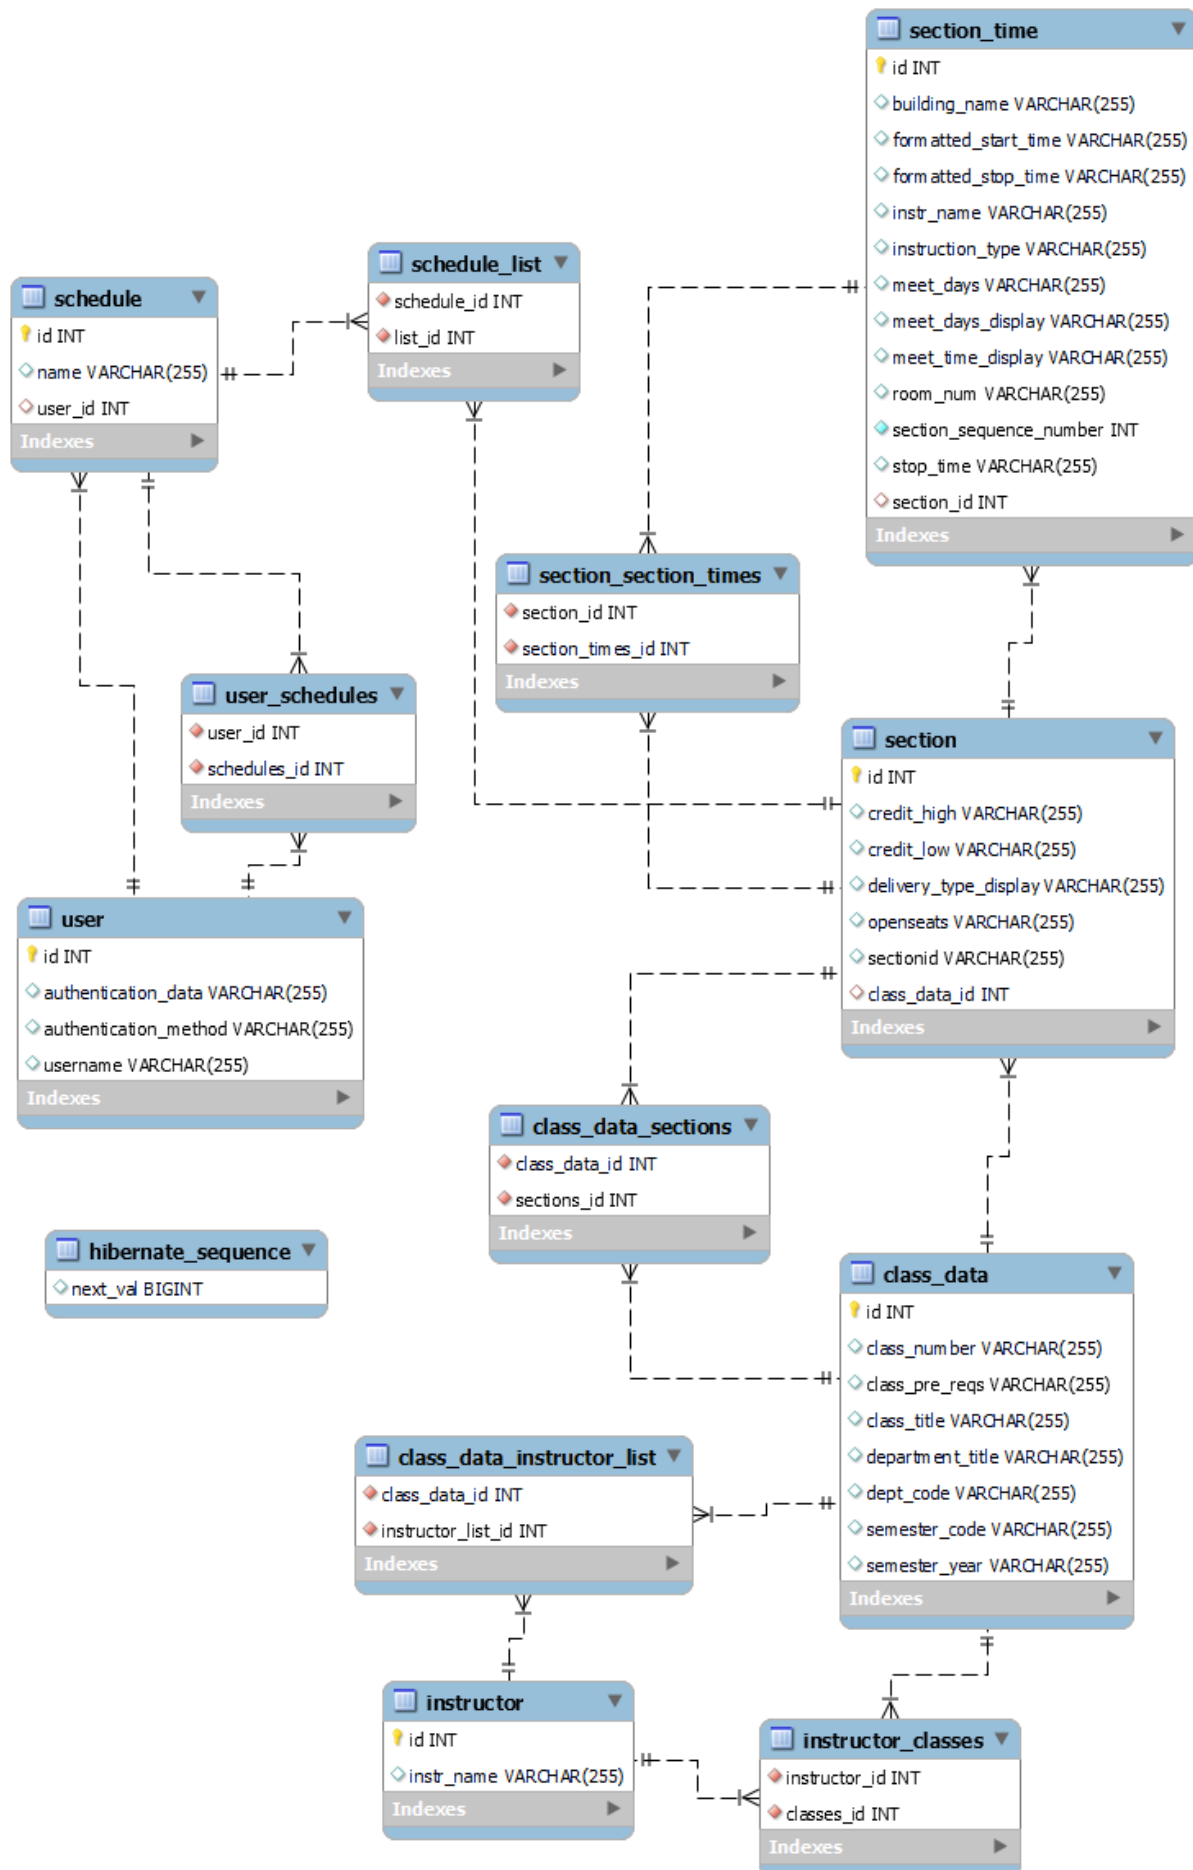 section_time
id INT
building_name VARCHAR(255)
formatted_start_time VARCHAR(255)
formatted_stop_time VARCHAR(255)
instr_name VARCHAR(255)
instruction_type VARCHAR(255)
meet_days VARCHAR(255)
meet_days_display VARCHAR(255)
meet_time_display VARCHAR(255)
room_num VARCHAR(255)
section_sequence_number INT
stop_time VARCHAR(255)
section_id INT
Indexes
schedule_list
schedule_id INT
list_id INT
Indexes
schedule
id INT
name VARCHAR(255)
user_id INT
Indexes
section_section_times
section_id INT
section_times_id INT
Indexes
user_schedules
user_id INT
schedules_id INT
Indexes
section
id INT
credit_high VARCHAR(255)
credit_low VARCHAR(255)
delivery_type_display VARCHAR(255)
openseats VARCHAR(255)
sectionid VARCHAR(255)
class_data_id INT
Indexes
user
id INT
authentication_data VARCHAR(255)
authentication_method VARCHAR(255)
username VARCHAR(255)
Indexes
class_data_sections
class_data_id INT
sections_id INT
Indexes
hibernate_sequence
next_val BIGINT
class_data
id INT
class_number VARCHAR(255)
class_pre_reqs VARCHAR(255)
class_title VARCHAR(255)
department_title VARCHAR(255)
dept_code VARCHAR(255)
semester_code VARCHAR(255)
semester_year VARCHAR(255)
Indexes
class_data_instructor_list
class_data_id INT
instructor_list_id INT
Indexes
instructor
id INT
instr_name VARCHAR(255)
Indexes
instructor_classes
instructor_id INT
classes_id INT
Indexes